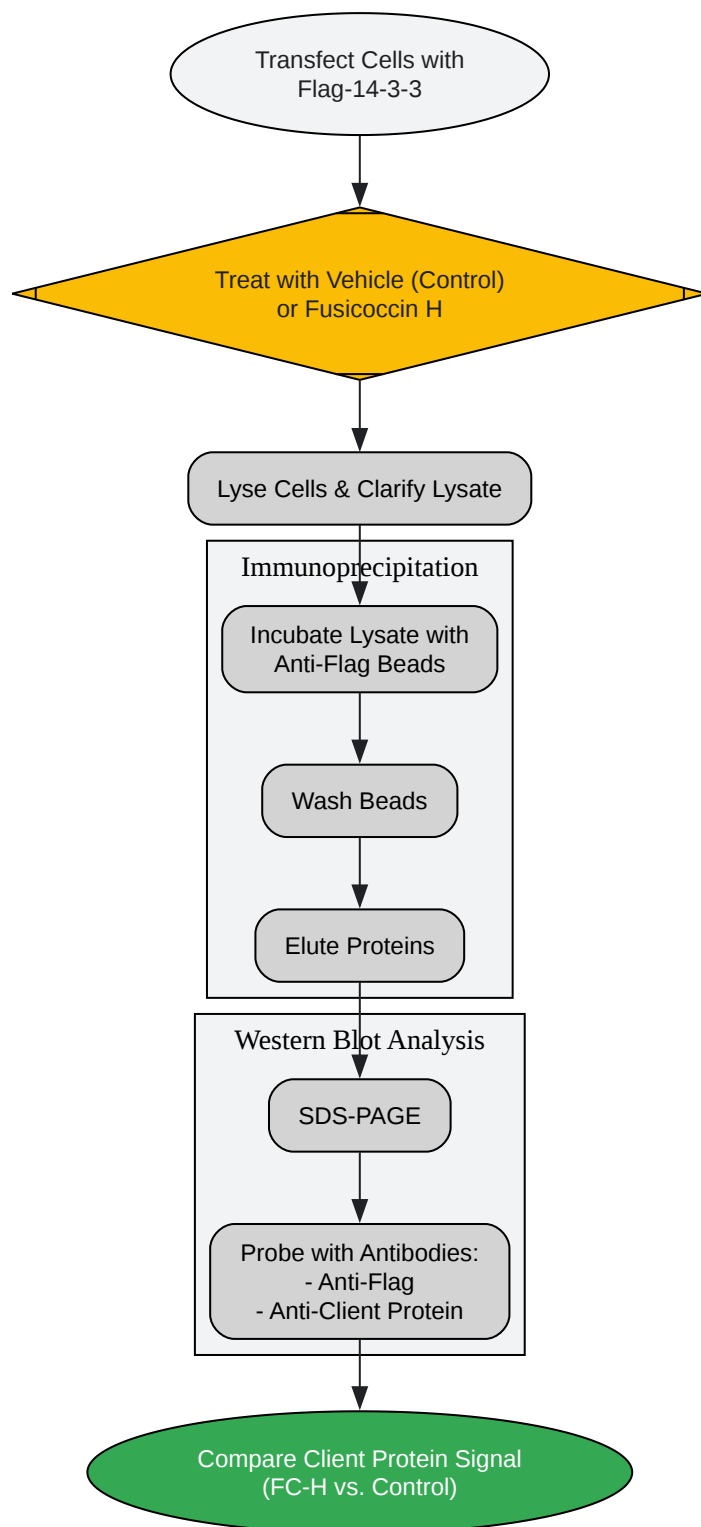 Transfect Cells with
Flag-14-3-3
Treat with Vehicle (Control)
or Fusicoccin H
Lyse Cells & Clarify Lysate
Immunoprecipitation
Incubate Lysate with
Anti-Flag Beads
Wash Beads
Elute Proteins
Western Blot Analysis
SDS-PAGE
Probe with Antibodies:
- Anti-Flag
- Anti-Client Protein
Compare Client Protein Signal
(FC-H vs. Control)